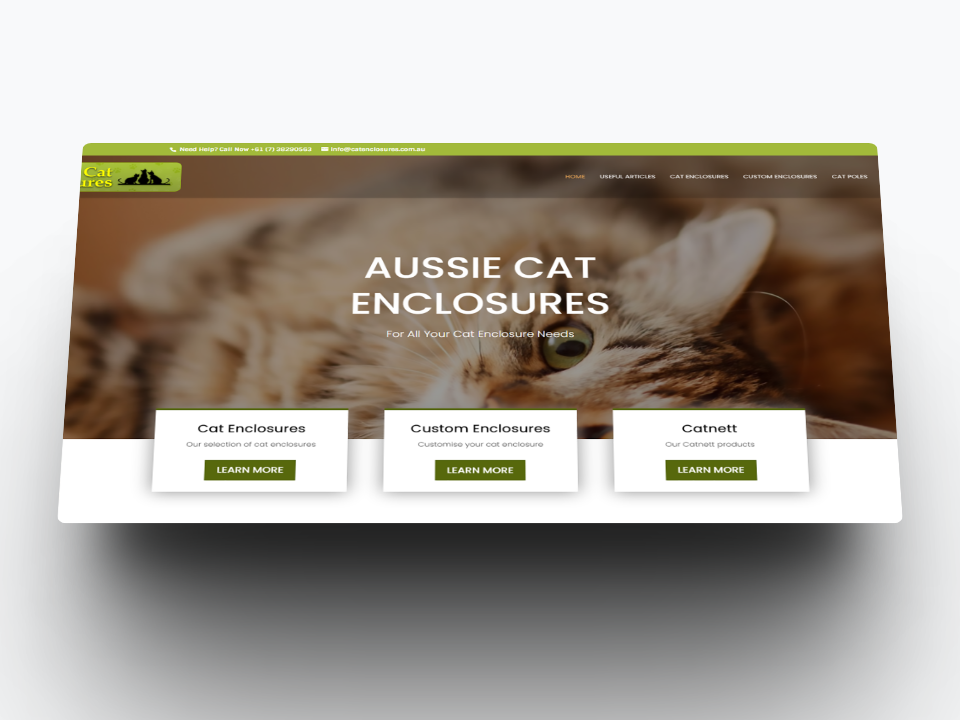 Need Help? Call Now +61 (7) 38290563 info@catenclosures.com.au
Cat
ures
HOME USEFUL ARTICLES CAT ENCLOSURES CUSTOM ENCLOSURES CAT POLES
AUSSIE CAT
ENCLOSURES
For All Your Cat Enclosure Needs
Cat Enclosures
Our selection of cat enclosures
LEARN MORE
Custom Enclosures
Customise your cat enclosure
LEARN MORE
Catnett
Our Catnett products
LEARN MORE